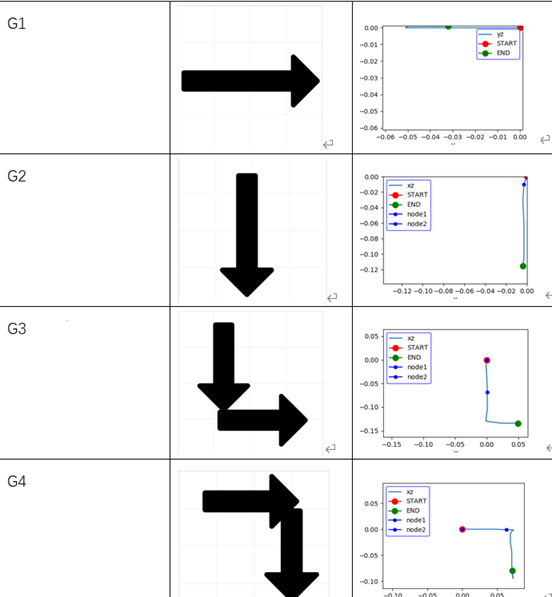 G1
0.00
−0.01
−0.02
−0.03
−0.04
−0.05
−0.06
−0.06 −0.05 −0.04 −0.03 −0.02 −0.01 0.00
yz
START
END
G2
0.00
−0.02
−0.04
−0.06
−0.08
−0.10
−0.12
−0.12 −0.10 −0.08 −0.06 −0.04 −0.02 0.00
xz
START
END
node1
node2
G3
0.05
0.00
−0.05
−0.10
−0.15
−0.15 −0.10 −0.05 0.00 0.05
xz
START
END
node1
node2
G4
0.05
0.00
−0.05
−0.10
−0.10 −0.05 0.00 0.05
xz
START
END
node1
node2